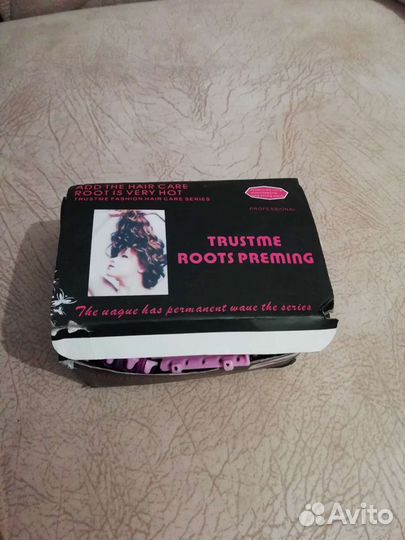 ADD THE HAIR CARE
ROOT IS VERY HOT
TRUSTME FASHION HAIR CARE SERIES
PROFESSIONAL
TRUSTME
ROOTS PREMING
The uague has permanent waue the series
Avito